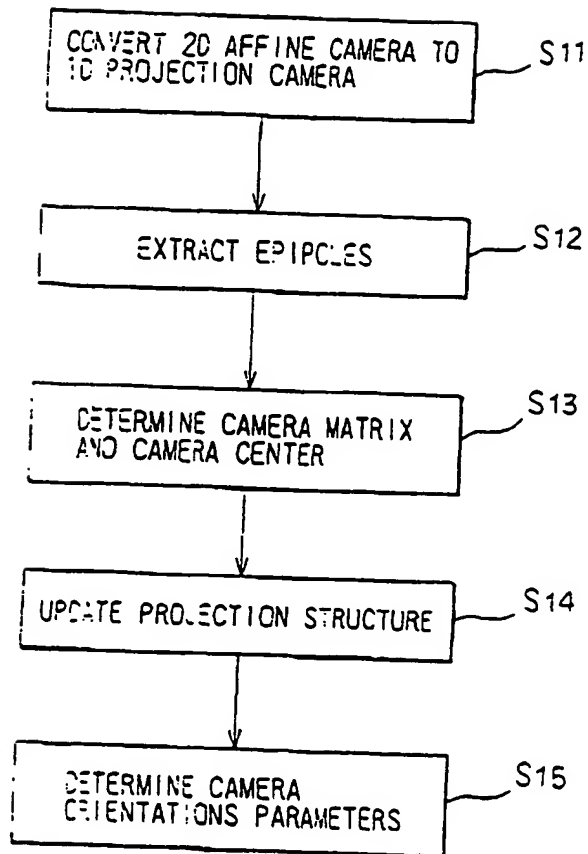 CONVERT 2D AFFINE CAMERA TO
1D PROJECTION CAMERA
S11
EXTRACT EPIPOLES
S12
DETERMINE CAMERA MATRIX
AND CAMERA CENTER
S13
UPDATE PROJECTION STRUCTURE
S14
DETERMINE CAMERA
ORIENTATIONS PARAMETERS
S15